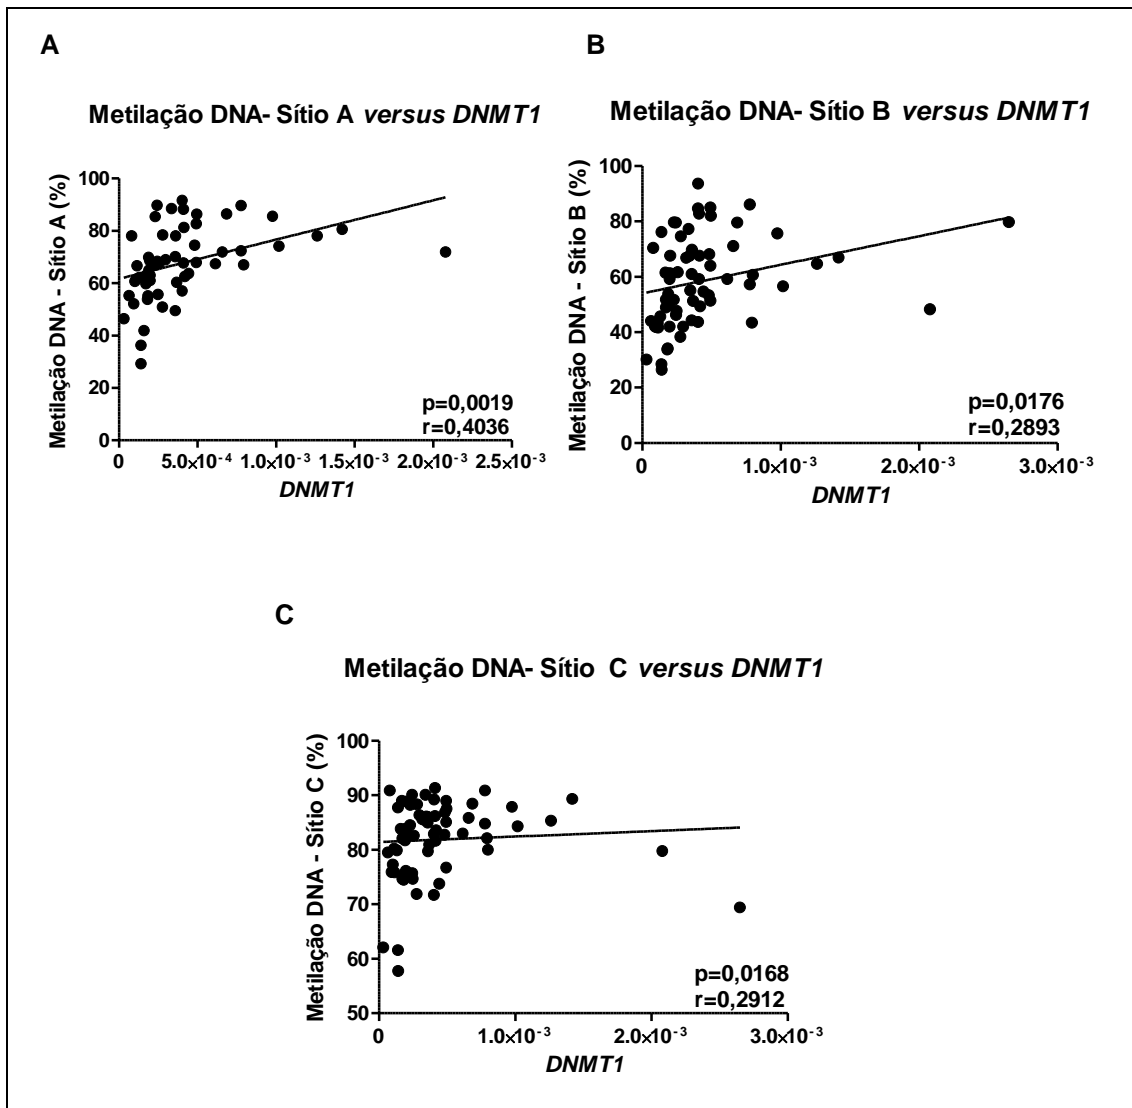 A
Metilação DNA- Sítio A versus DNMT1
Metilação DNA - Sítio A (%)
100
80
60
40
20
0
p=0,0019
r=0,4036
0 5.0×10⁻⁴ 1.0×10⁻³ 1.5×10⁻³ 2.0×10⁻³ 2.5×10⁻³
DNMT1
B
Metilação DNA- Sítio B versus DNMT1
Metilação DNA - Sítio B (%)
100
80
60
40
20
0
p=0,0176
r=0,2893
0 1.0×10⁻³ 2.0×10⁻³ 3.0×10⁻³
DNMT1
C
Metilação DNA- Sítio C versus DNMT1
Metilação DNA - Sítio C (%)
100
90
80
70
60
50
p=0,0168
r=0,2912
0 1.0×10⁻³ 2.0×10⁻³ 3.0×10⁻³
DNMT1